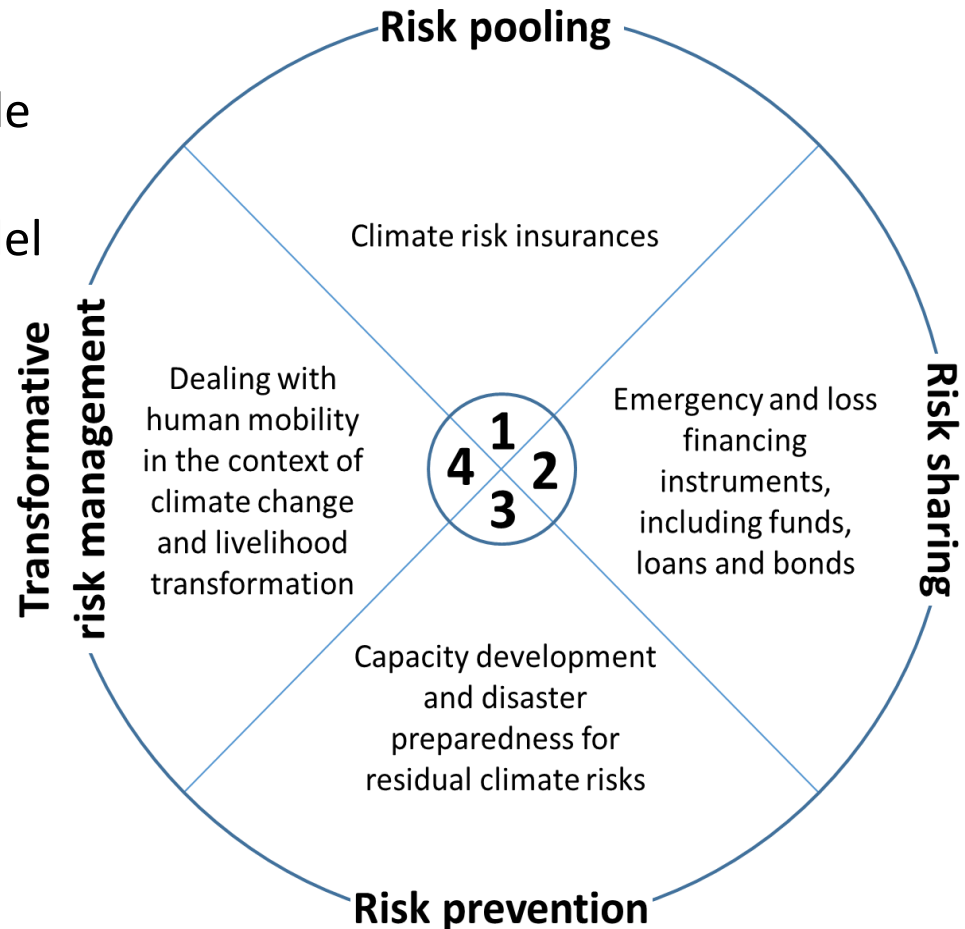 Risk pooling
le
el
Climate risk insurances
Transformative
risk management
Dealing with
human mobility
in the context of
climate change
and livelihood
transformation
1
2
3
4
Emergency and loss
financing
instruments,
including funds,
loans and bonds
Risk sharing
Capacity development
and disaster
preparedness for
residual climate risks
Risk prevention